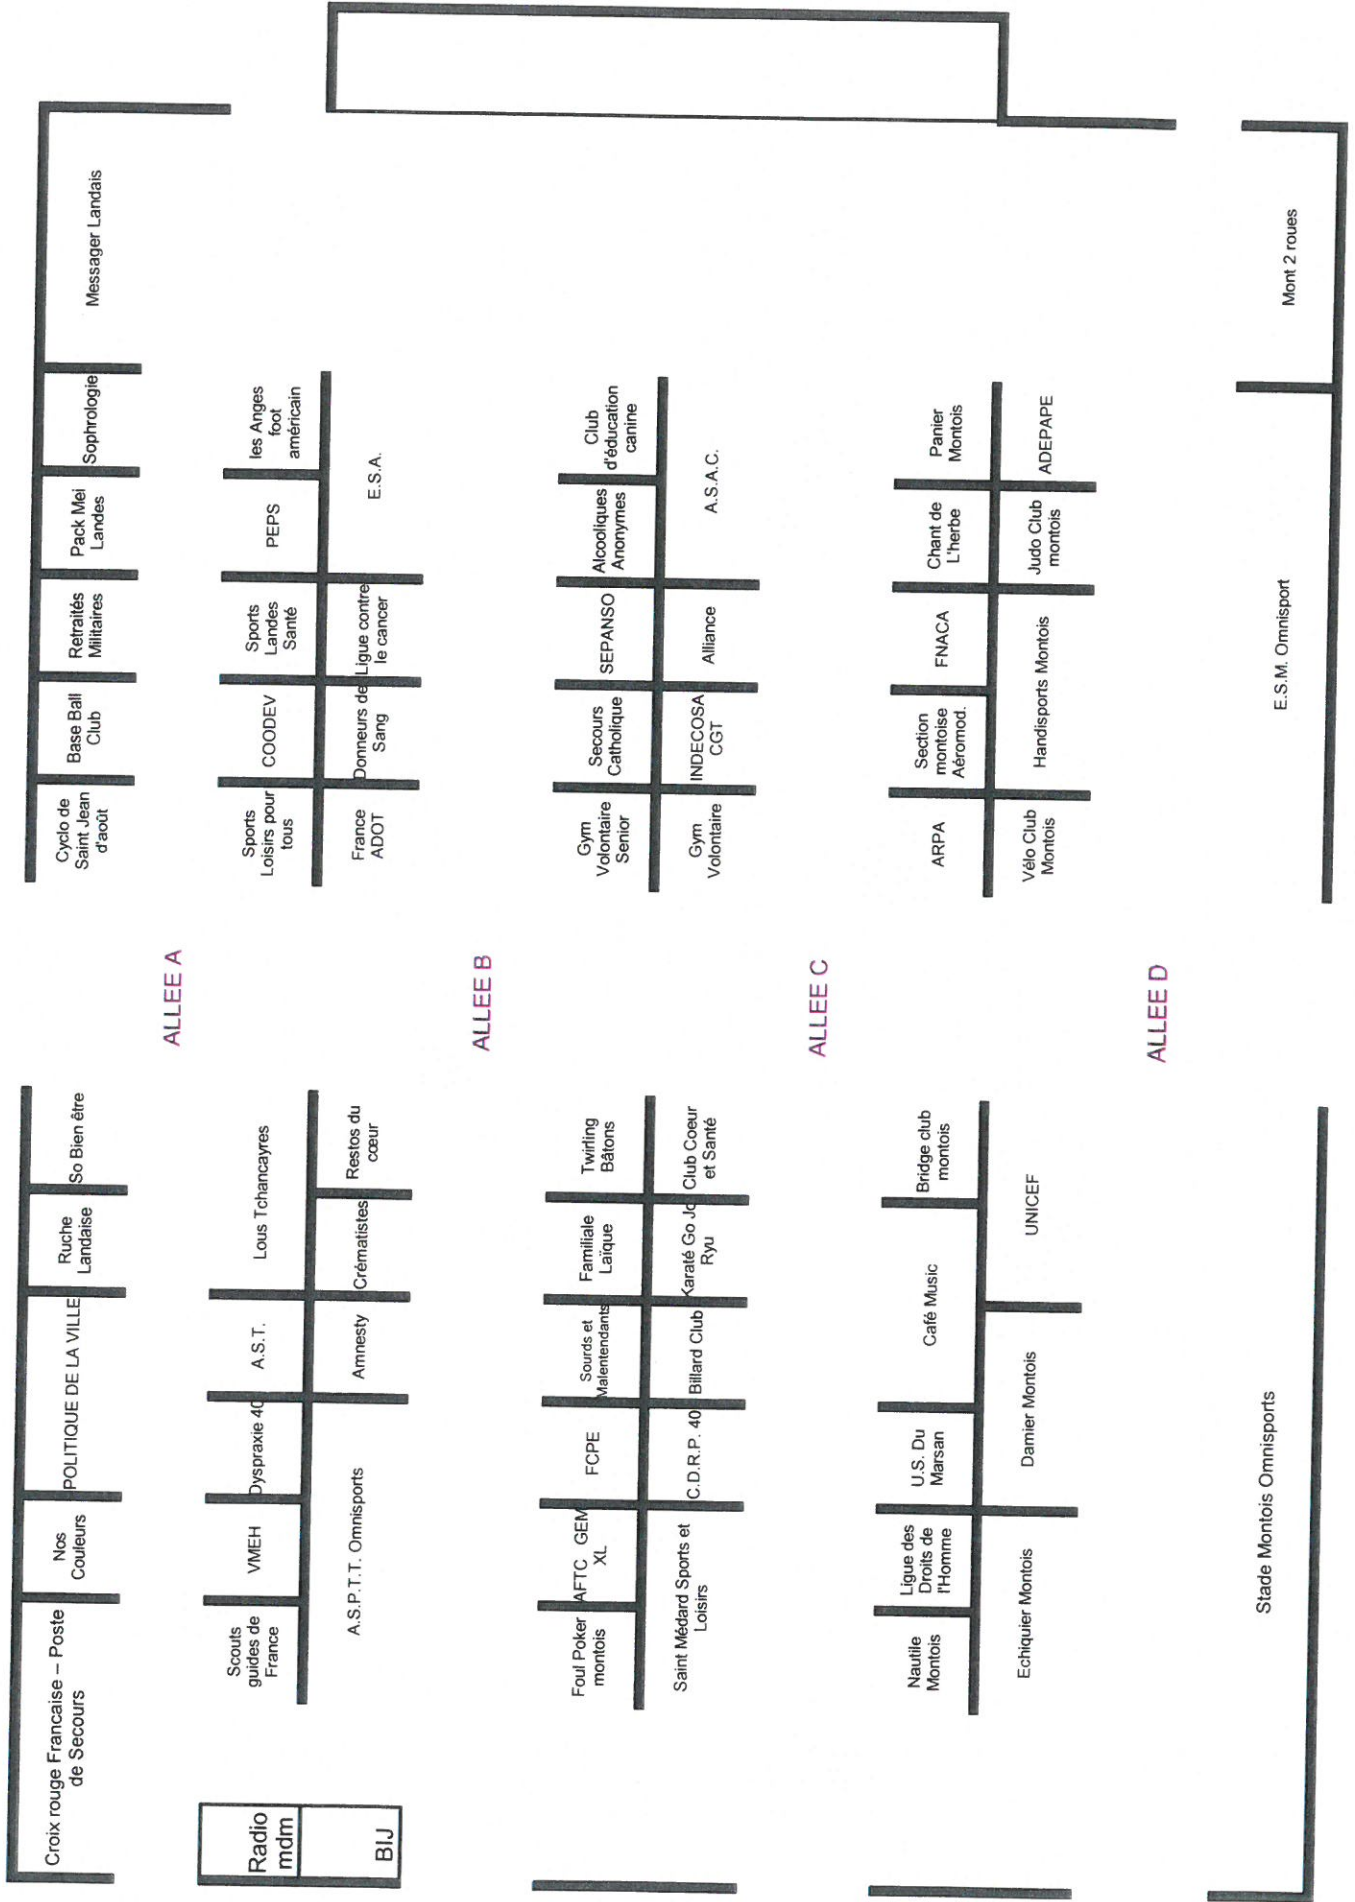 Croix rouge Francaise – Poste
de Secours
Nos
Couleurs
POLITIQUE DE LA VILLE
Ruche
Landaise
So Bien être
Cyclo de
Saint Jean
d'août
Base Ball
Club
Retraités
Militaires
Pack Mei
Landes
Sophrologie
Messager Landais
ALLEE A
Radio
mdm
BIJ
Scouts
guides de
France
VMEH
Dyspraxie 40
A.S.T.
Lous Tchancayres
Sports
Loisirs pour
tous
COODEV
Sports
Landes
Santé
PEPS
les Anges
foot
américain
A.S.P.T.T. Omnisports
Amnesty
Crématistes
Restos du
cœur
France
ADOT
Donneurs de
Sang
Ligue contre
le cancer
E.S.A.
ALLEE B
Foul Poker
montois
AFTC GEM
XL
FCPE
Sourds et
Malentendants
Familiale
Laïque
Twirling
Bâtons
Gym
Volontaire
Senior
Secours
Catholique
SEPANSO
Alcooliques
Anonymes
Club
d'éducation
canine
Saint Médard Sports et
Loisirs
C.D.R.P. 40
Billard Club
Karaté Go Jo
Ryu
Club Coeur
et Santé
Gym
Volontaire
INDECOSA
CGT
Alliance
A.S.A.C.
ALLEE C
Nautile
Montois
Ligue des
Droits de
l'Homme
U.S. Du
Marsan
Café Music
Bridge club
montois
ARPA
Section
montoise
Aéromod.
FNACA
Chant de
L'herbe
Panier
Montois
Echiquier Montois
Damier Montois
UNICEF
Vélo Club
Montois
Handisports Montois
Judo Club
montois
ADEPAPE
ALLEE D
Stade Montois Omnisports
E.S.M. Omnisport
Mont 2 roues